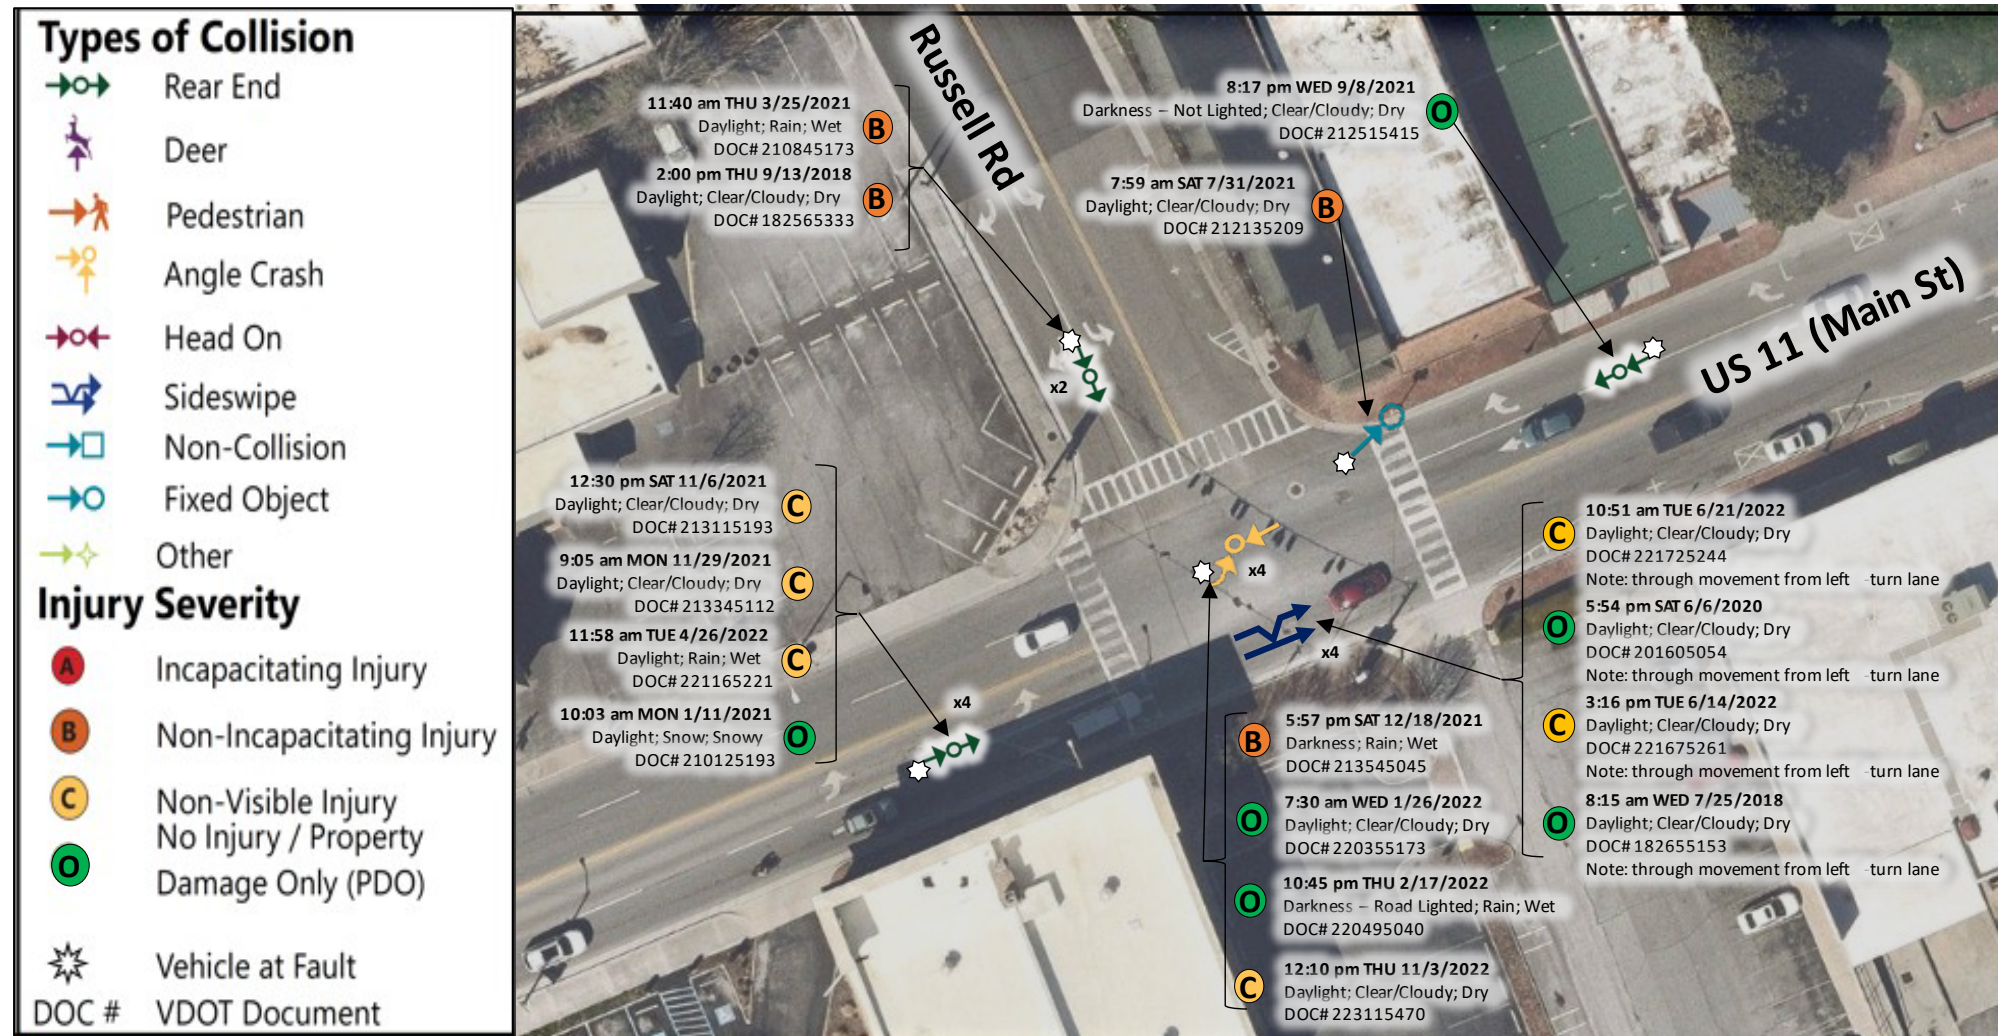 Types of Collision
Rear End
Deer
Pedestrian
Angle Crash
Head On
Sideswipe
Non-Collision
Fixed Object
Other
Injury Severity
A Incapacitating Injury
B Non-Incapacitating Injury
C Non-Visible Injury
No Injury / Property
O
Damage Only (PDO)
Vehicle at Fault
DOC # VDOT Document
Russell Rd
US 11 (Main St)
11:40 am THU 3/25/2021
Daylight; Rain; Wet
DOC# 210845173
B
2:00 pm THU 9/13/2018
Daylight; Clear/Cloudy; Dry
DOC# 182565333
B
x2
8:17 pm WED 9/8/2021
Darkness – Not Lighted; Clear/Cloudy; Dry
DOC# 212515415
O
7:59 am SAT 7/31/2021
Daylight; Clear/Cloudy; Dry
DOC# 212135209
B
12:30 pm SAT 11/6/2021
Daylight; Clear/Cloudy; Dry
DOC# 213115193
C
9:05 am MON 11/29/2021
Daylight; Clear/Cloudy; Dry
DOC# 213345112
C
11:58 am TUE 4/26/2022
Daylight; Rain; Wet
DOC# 221165221
C
10:03 am MON 1/11/2021
Daylight; Snow; Snowy
DOC# 210125193
O
x4
x4
x4
B
5:57 pm SAT 12/18/2021
Darkness; Rain; Wet
DOC# 213545045
O
7:30 am WED 1/26/2022
Daylight; Clear/Cloudy; Dry
DOC# 220355173
O
10:45 pm THU 2/17/2022
Darkness – Road Lighted; Rain; Wet
DOC# 220495040
C
12:10 pm THU 11/3/2022
Daylight; Clear/Cloudy; Dry
DOC# 223115470
C
10:51 am TUE 6/21/2022
Daylight; Clear/Cloudy; Dry
DOC# 221725244
Note: through movement from left -turn lane
O
5:54 pm SAT 6/6/2020
Daylight; Clear/Cloudy; Dry
DOC# 201605054
Note: through movement from left -turn lane
C
3:16 pm TUE 6/14/2022
Daylight; Clear/Cloudy; Dry
DOC# 221675261
Note: through movement from left -turn lane
O
8:15 am WED 7/25/2018
Daylight; Clear/Cloudy; Dry
DOC# 182655153
Note: through movement from left -turn lane